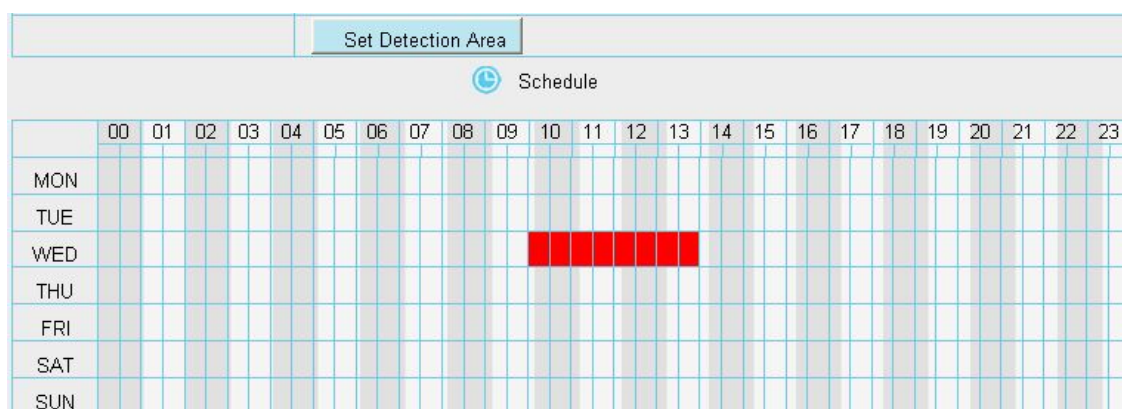 Set Detection Area
Schedule
00 01 02 03 04 05 06 07 08 09 10 11 12 13 14 15 16 17 18 19 20 21 22 23
MON
TUE
WED
THU
FRI
SAT
SUN